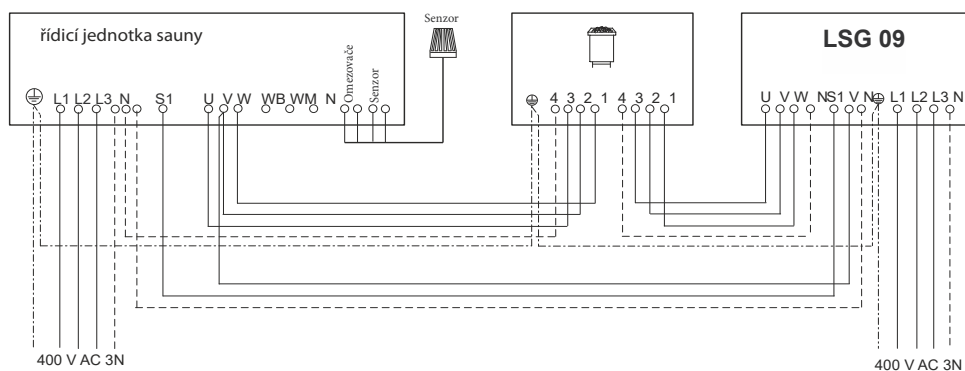 Senzor
řídicí jednotka sauny
LSG 09
Omezovače
Senzor
L1 L2 L3 N S1 U V W WB WM N
4 3 2 1 4 3 2 1
U V W N S1 V N L1 L2 L3 N
400 V AC 3N
400 V AC 3N